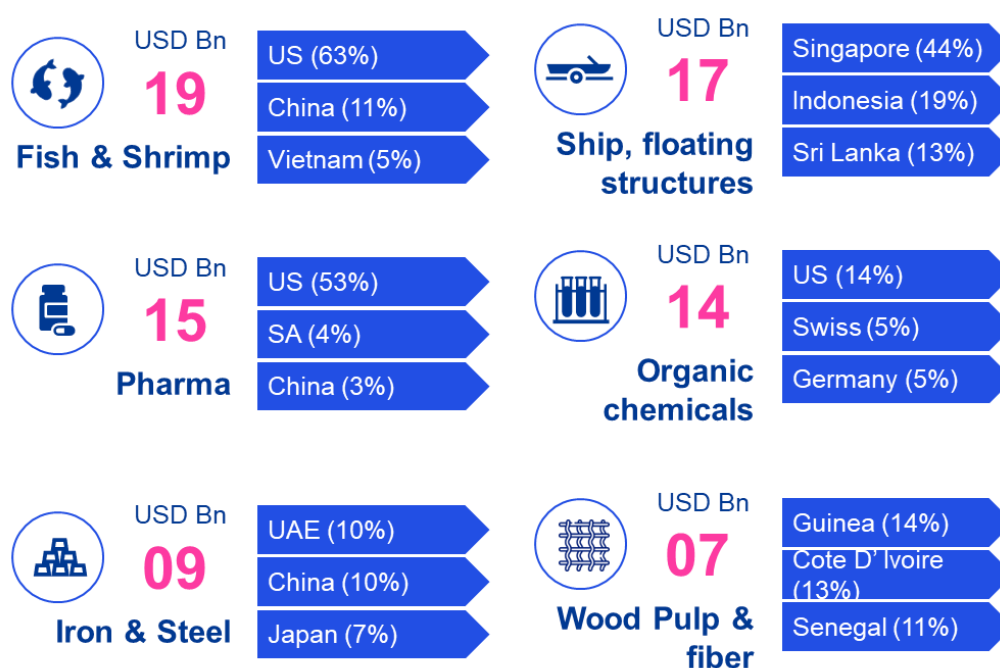 USD Bn
19
Fish & Shrimp
US (63%)
China (11%)
Vietnam (5%)
USD Bn
17
Ship, floating
structures
Singapore (44%)
Indonesia (19%)
Sri Lanka (13%)
USD Bn
15
Pharma
US (53%)
SA (4%)
China (3%)
USD Bn
14
Organic
chemicals
US (14%)
Swiss (5%)
Germany (5%)
USD Bn
09
Iron & Steel
UAE (10%)
China (10%)
Japan (7%)
USD Bn
07
Wood Pulp &
fiber
Guinea (14%)
Cote D' Ivoire
(13%)
Senegal (11%)